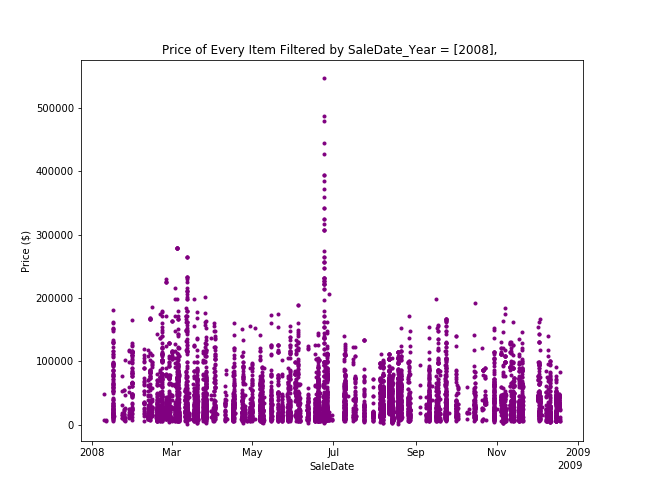 Price of Every Item Filtered by SaleDate_Year = [2008],
500000
400000
300000
200000
100000
0
Price ($)
2008 Mar May Jul Sep Nov 2009
SaleDate
2009